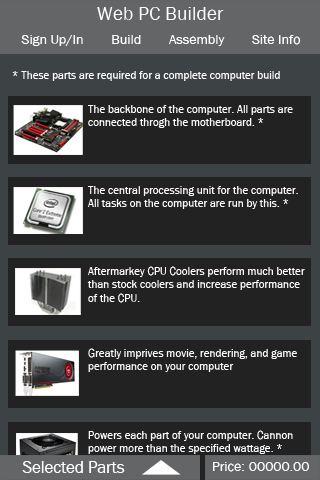 Web PC Builder
Sign Up/In Build Assembly Site Info
* These parts are required for a complete computer build
The backbone of the computer. All parts are
connected throgh the motherboard. *
The central processing unit for the computer.
All tasks on the computer are run by this. *
intel
Core 2 Extreme
Aftermarkey CPU Coolers perform much better
than stock coolers and increase performance
of the CPU.
Greatly imprives movie, rendering, and game
performance on your computer
Powers each part of your computer. Cannon
power more than the specified wattage. *
Selected Parts Price: 00000.00